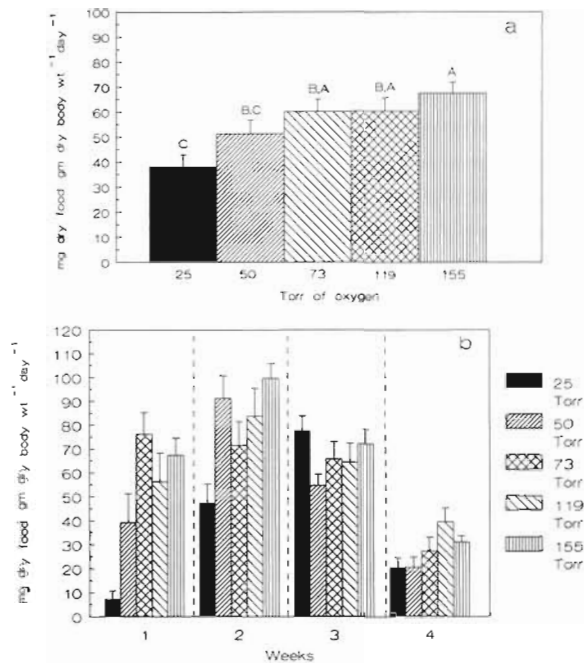 a
100
90
80
70
60
50
40
30
20
10
0
mg dry food gm dry body wt⁻¹ day⁻¹
C
B,C
B,A
B,A
A
25 50 73 119 155
Torr of oxygen
b
120
110
100
90
80
70
60
50
40
30
20
10
0
mg dry food gm dry body wt⁻¹ day⁻¹
1 2 3 4
Weeks
25
Torr
50
Torr
73
Torr
119
Torr
155
Torr